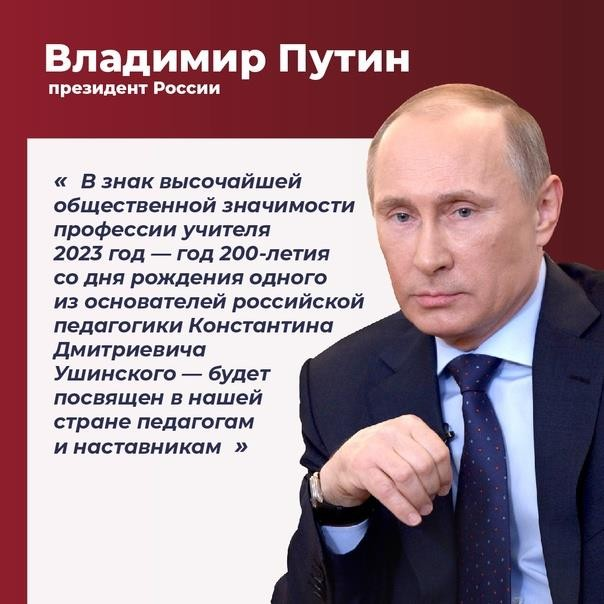 Владимир Путин
президент России
« В знак высочайшей
общественной значимости
профессии учителя
2023 год — год 200-летия
со дня рождения одного
из основателей российской
педагогики Константина
Дмитриевича
Ушинского — будет
посвящен в нашей
стране педагогам
и наставникам »